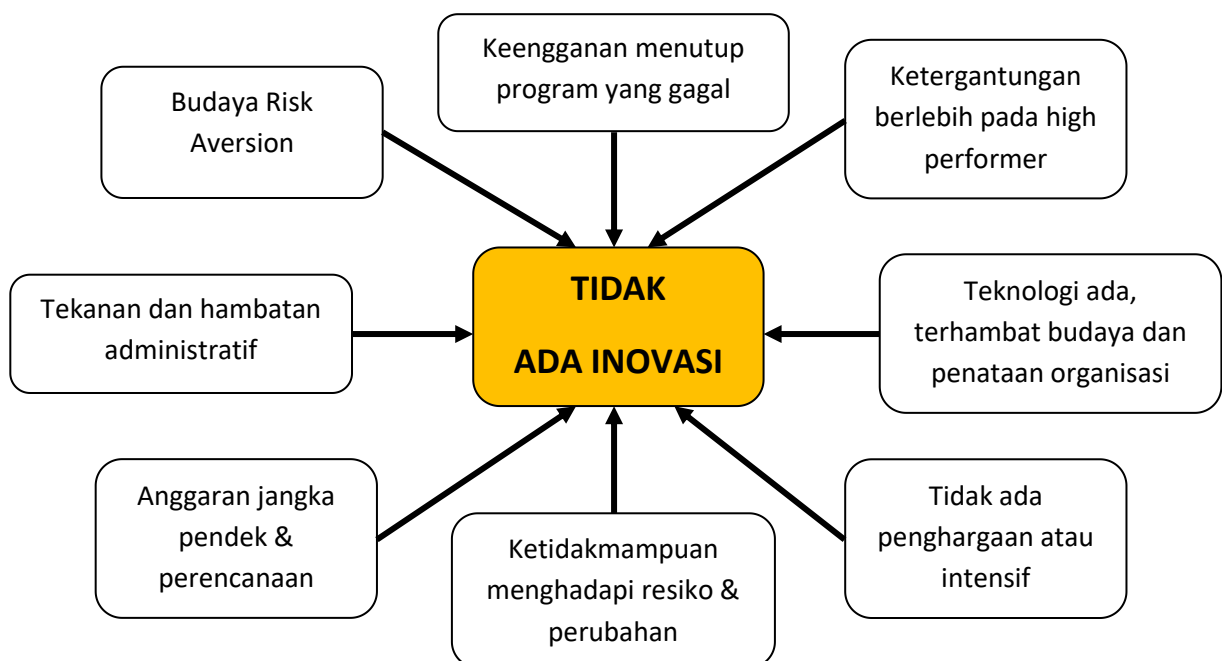 Keengganan menutup
program yang gagal
Budaya Risk
Aversion
Ketergantungan
berlebih pada high
performer
Tekanan dan hambatan
administratif
TIDAK
ADA INOVASI
Teknologi ada,
terhambat budaya dan
penataan organisasi
Anggaran jangka
pendek &
perencanaan
Ketidakmampuan
menghadapi resiko &
perubahan
Tidak ada
penghargaan atau
intensif